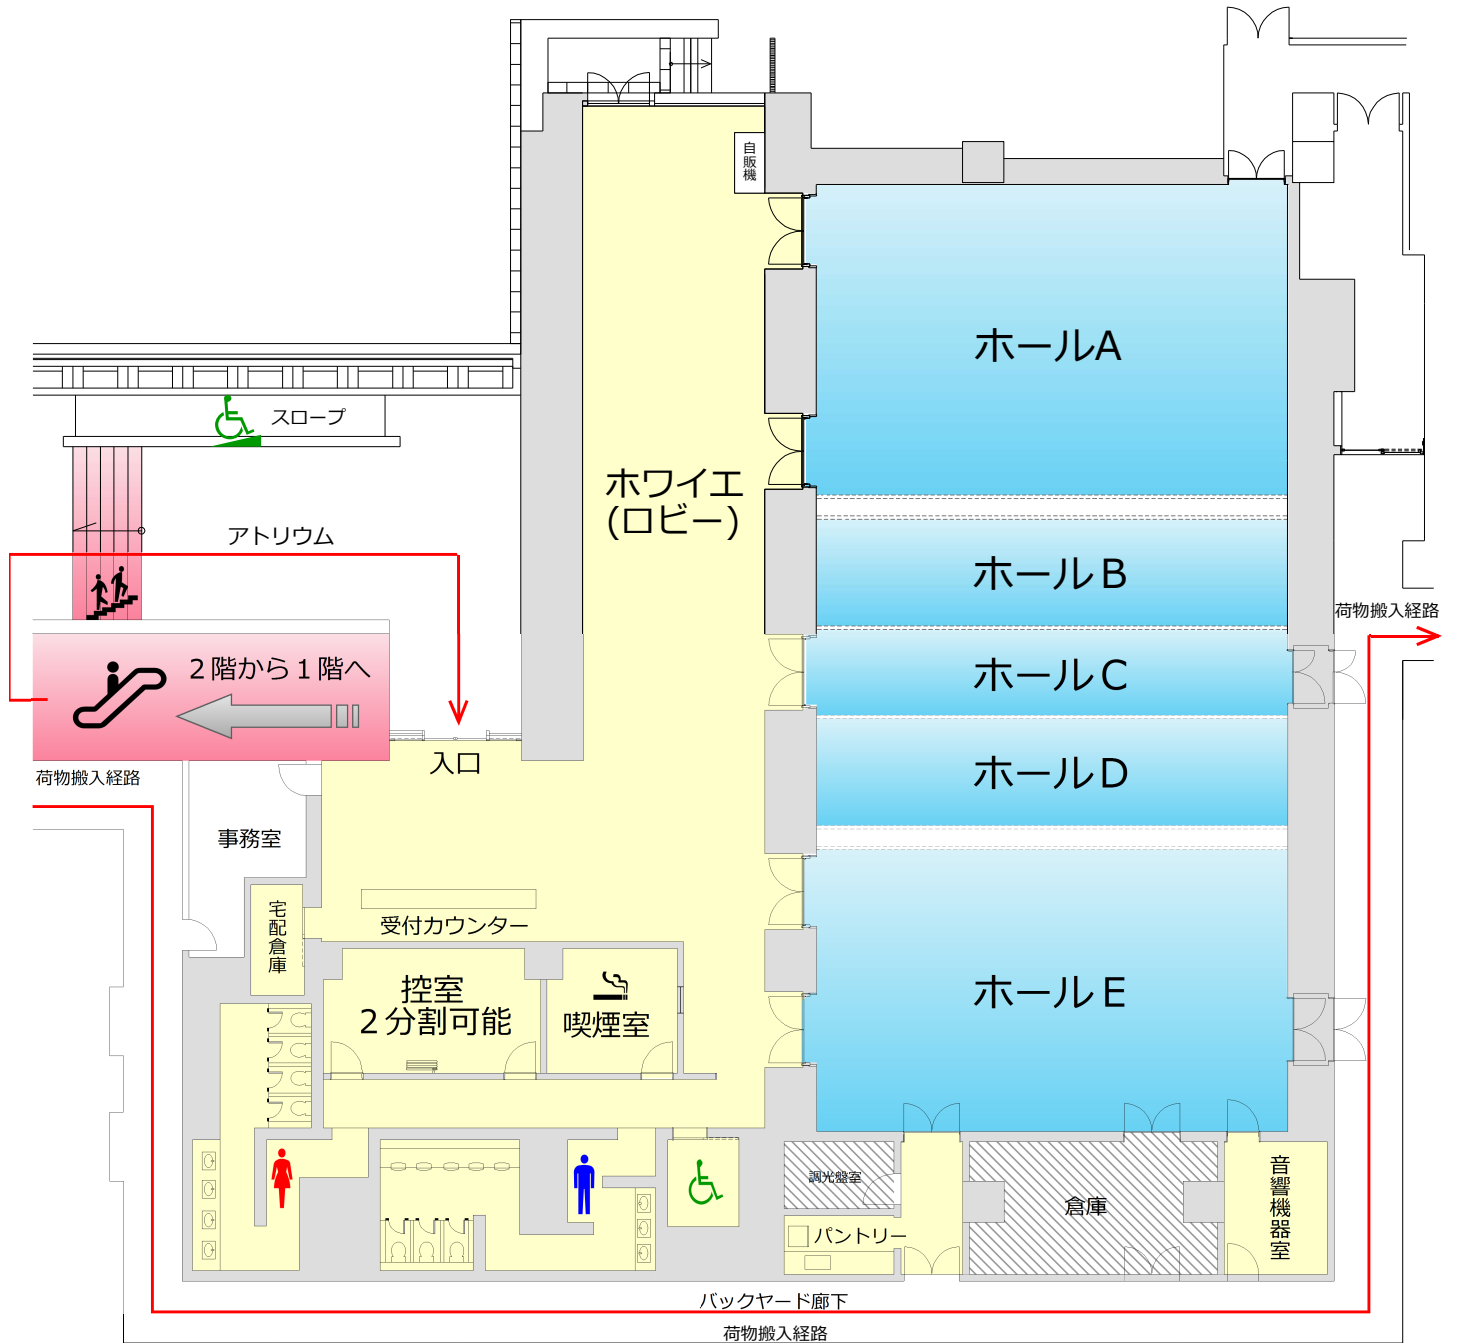 自販機
ホールA
スロープ
ホワイエ
(ロビー)
アトリウム
ホールB
荷物搬入経路
２階から１階へ
ホールC
入口
荷物搬入経路
ホールD
事務室
宅配倉庫
受付カウンター
控室
２分割可能
喫煙室
ホールE
調光盤室
倉庫
音響機器室
パントリー
バックヤード廊下
荷物搬入経路